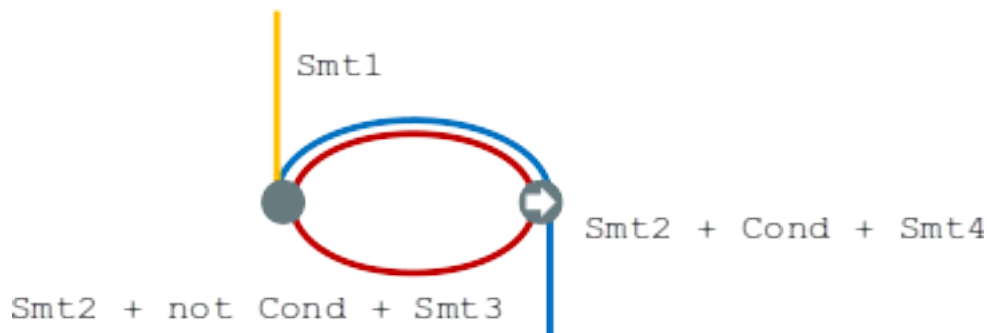 Smt1
Smt2 + Cond + Smt4
Smt2 + not Cond + Smt3